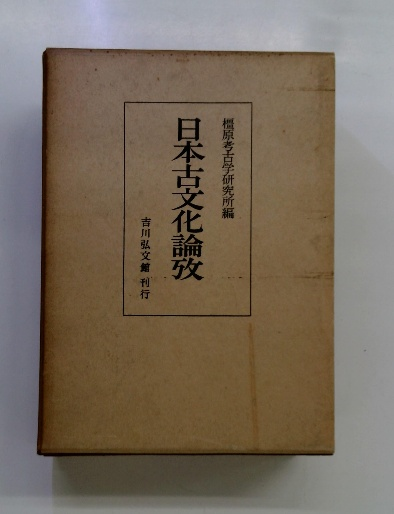 橿原考古学研究所編
日本古文化論攷
吉川弘文館 刊行